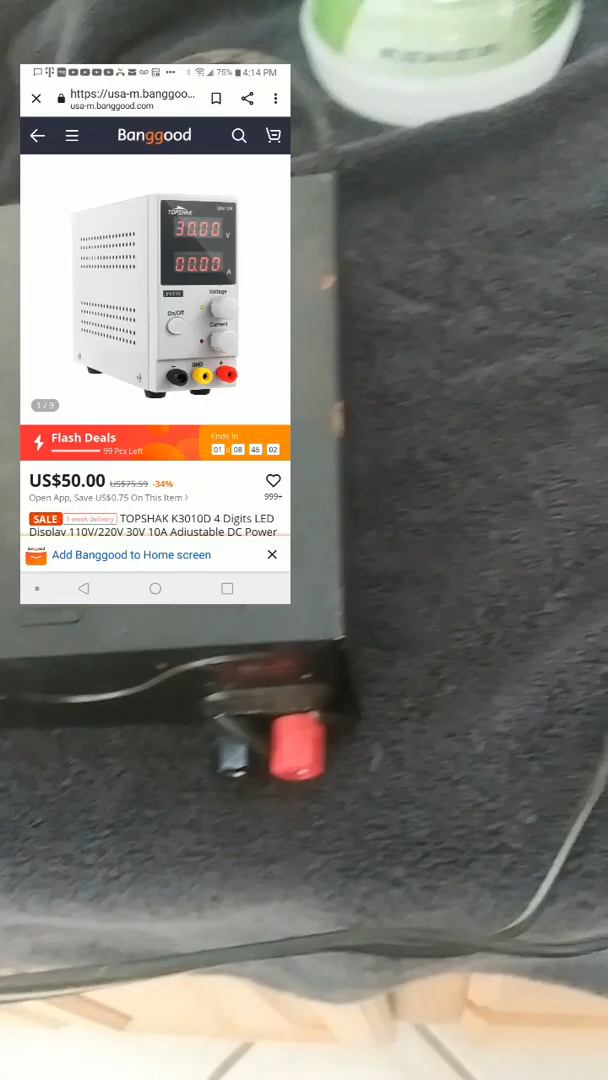 75% 4:14 PM
https://usa-m.banggoo...
usa-m.banggood.com
Banggood
TOPSHAK
30.00 V
00.00 A
Voltage
On/Off
Current
GND
1 / 9
Flash Deals
99 Pcs Left
Ends in
01 : 08 : 45 : 02
US$50.00 US$75.59 -34%
Open App, Save US$0.75 On This Item >
999+
SALE 1-week delivery TOPSHAK K3010D 4 Digits LED
Display 110V/220V 30V 10A Adjustable DC Power
Add Banggood to Home screen